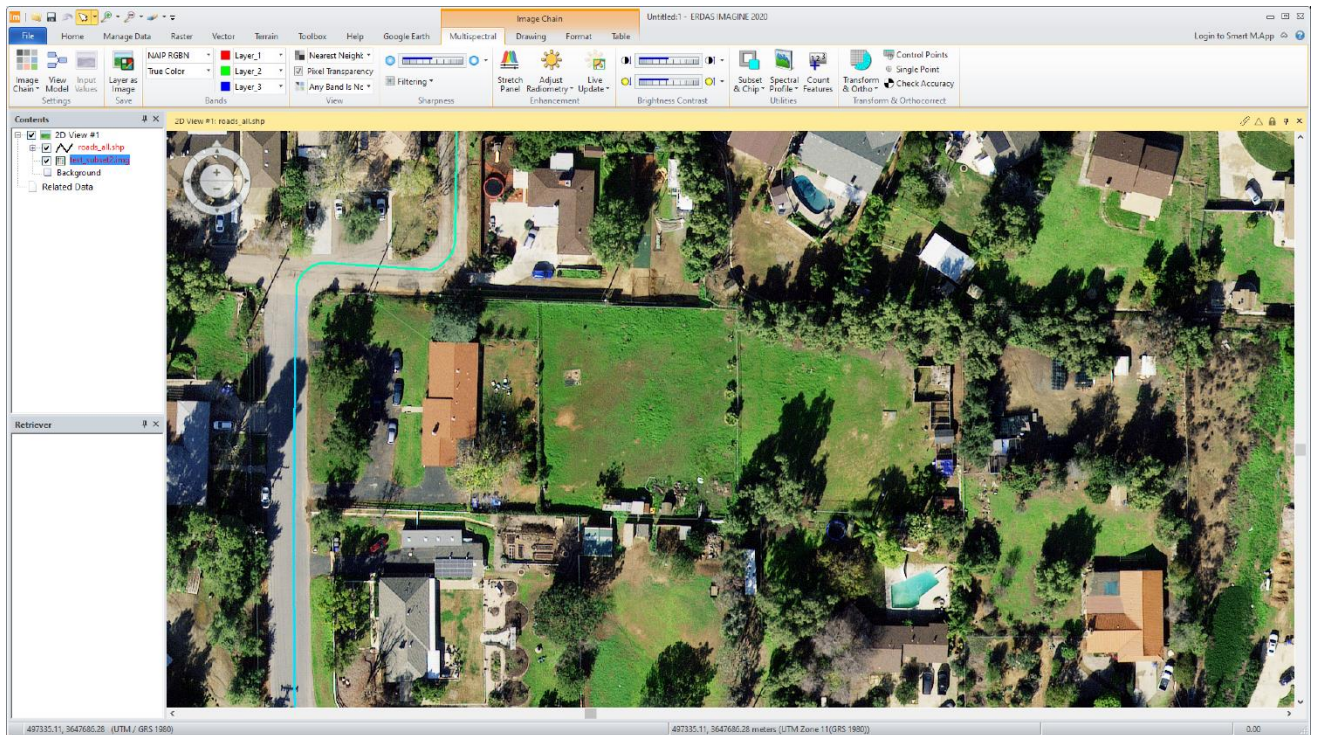 Image Chain
Untitled:1 - ERDAS IMAGINE 2020
File Home Manage Data Raster Vector Terrain Toolbox Help Google Earth Multispectral Drawing Format Table
Login to Smart M.App
NAIP RGBN Layer_1 Nearest Neight
True Color Layer_2 Pixel Transparency Filtering
Layer_3 Any Band Is Nc
Image Chain View Model Input Values Layer as Image
Stretch Panel Adjust Radiometry Live Update
Subset & Chip Spectral Profile Count Features
Transform & Ortho Control Points
Single Point
Check Accuracy
Settings Save Bands View Sharpness Enhancement Brightness Contrast Utilities Transform & Orthocorrect
Contents
2D View #1: roads_all.shp
2D View #1
roads_all.shp
Background
Related Data
Retriever
497335.11, 3647686.28 (UTM / GRS 1980)
497335.11, 3647686.28 meters (UTM Zone 11(GRS 1980))
0.00